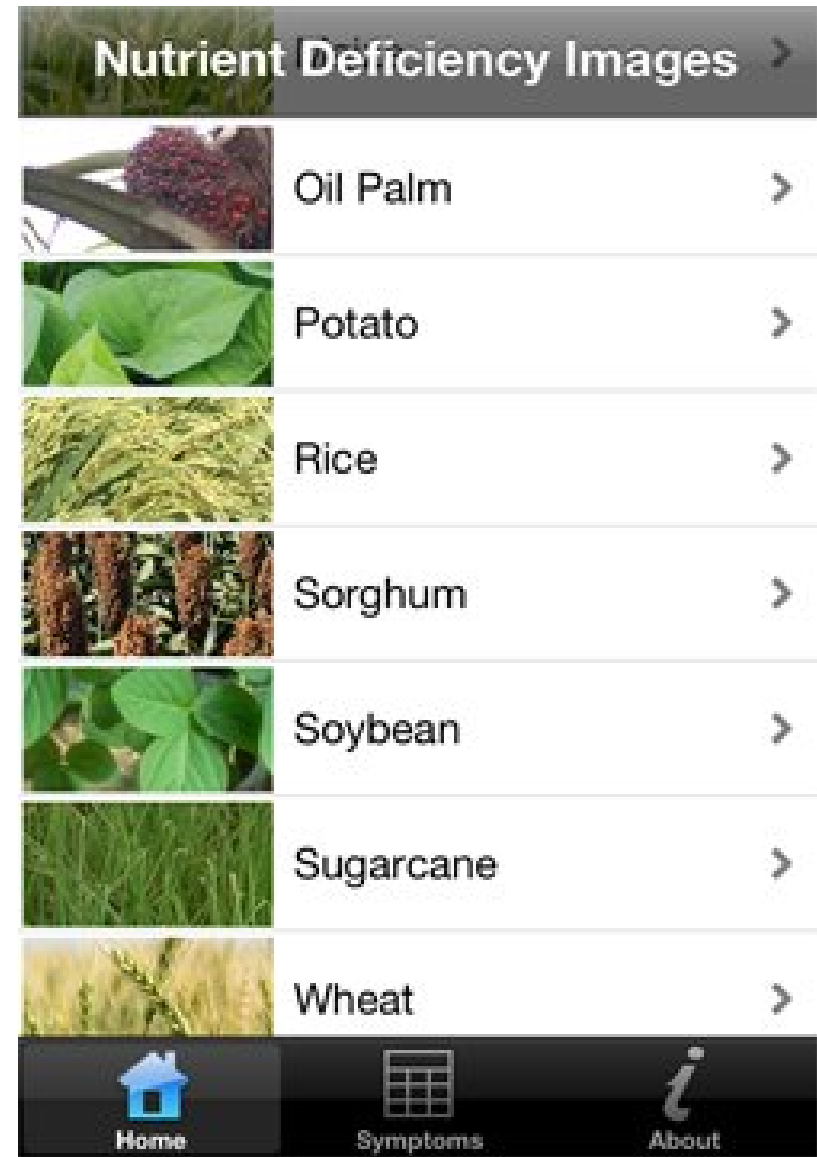 Nutrient Deficiency Images
Oil Palm
Potato
Rice
Sorghum
Soybean
Sugarcane
Wheat
Home
Symptoms
About